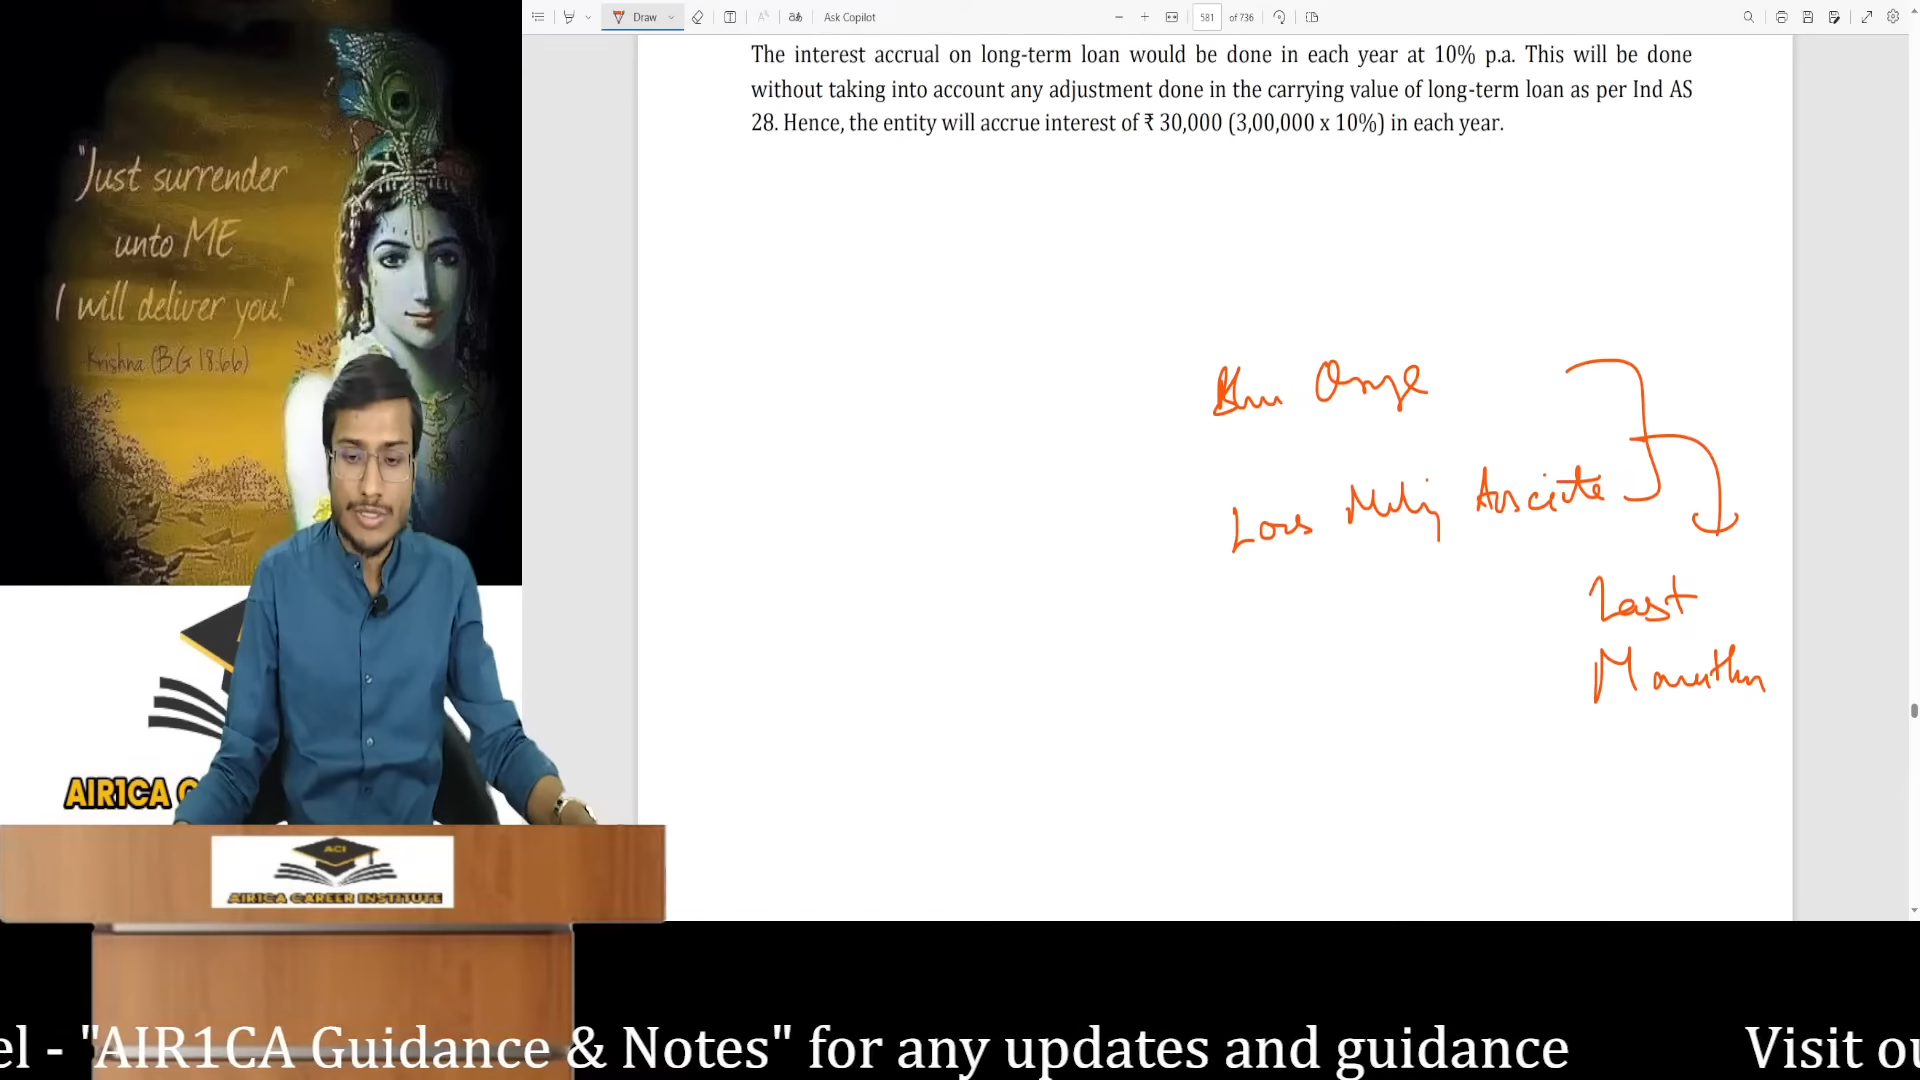 Draw
Ask Copilot
581 of 736
The interest accrual on long-term loan would be done in each year at 10% p.a. This will be done
without taking into account any adjustment done in the carrying value of long-term loan as per Ind AS
28. Hence, the entity will accrue interest of ₹ 30,000 (3,00,000 x 10%) in each year.
"Just surrender
unto ME
I will deliver you!"
Krishna (B.G 18:66)
Loss
Last
AIR1CA C
ACI
AIR1CA CAREER INSTITUTE
el - "AIR1CA Guidance & Notes" for any updates and guidance
Visit ou